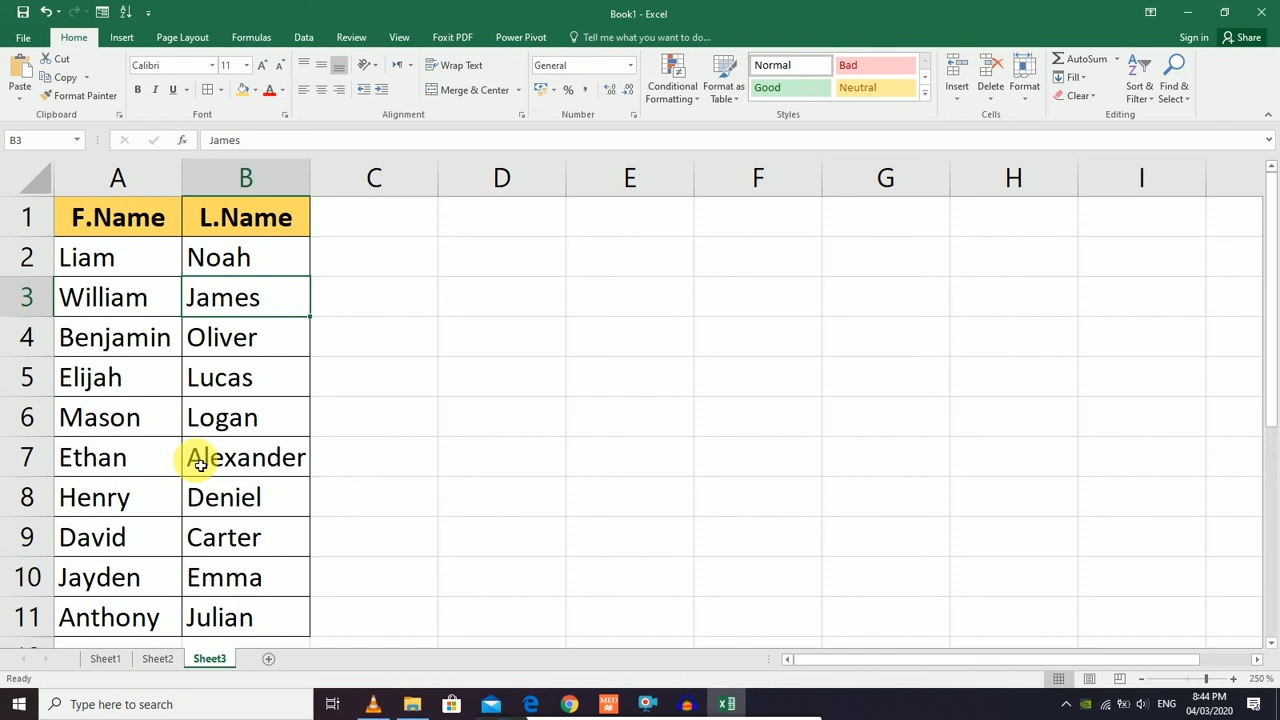 Book1 - Excel
File Home Insert Page Layout Formulas Data Review View Foxit PDF Power Pivot Tell me what you want to do... Sign in Share
Paste Cut Copy Format Painter
Clipboard
Calibri 11
B I U
Font
Wrap Text
Merge & Center
Alignment
General
%
Number
Conditional Formatting Format as Table
Normal Bad
Good Neutral
Styles
Insert Delete Format
Cells
AutoSum
Fill
Clear
Sort & Filter Find & Select
Editing
B3 fx James
A B C D E F G H I
1 F.Name L.Name
2 Liam Noah
3 William James
4 Benjamin Oliver
5 Elijah Lucas
6 Mason Logan
7 Ethan Alexander
8 Henry Deniel
9 David Carter
10 Jayden Emma
11 Anthony Julian
Sheet1 Sheet2 Sheet3
Ready 250 %
Type here to search
8:44 PM
04/03/2020